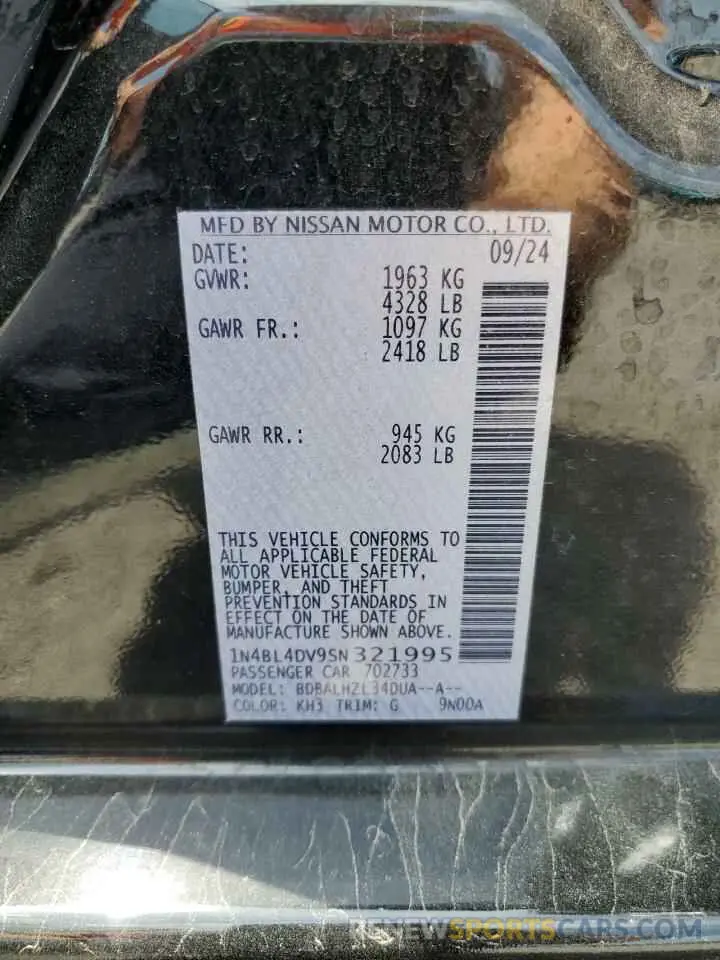 MFD BY NISSAN MOTOR CO., LTD.
DATE: 09/24
GVWR: 1963 KG
4328 LB
GAWR FR.: 1097 KG
2418 LB
GAWR RR.: 945 KG
2083 LB
THIS VEHICLE CONFORMS TO
ALL APPLICABLE FEDERAL
MOTOR VEHICLE SAFETY,
BUMPER, AND THEFT
PREVENTION STANDARDS IN
EFFECT ON THE DATE OF
MANUFACTURE SHOWN ABOVE.
1N4BL4DV9SN321995
PASSENGER CAR 702733
MODEL: BDBALHZL34DUA--A--
COLOR: KH3 TRIM: G 9N00A
RENEWSPORTSCARS.COM